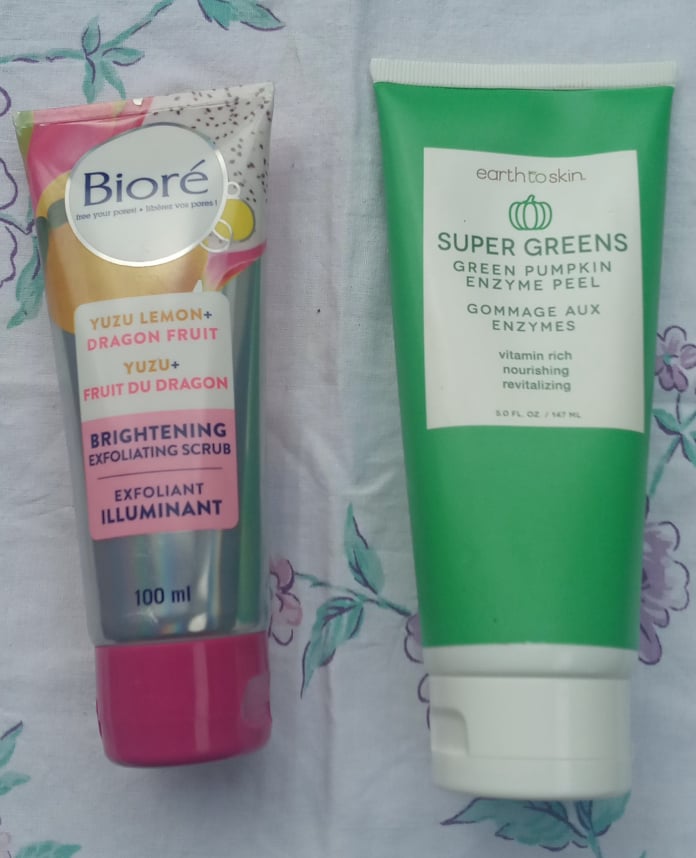 Bioré
free your pores! • libérez vos pores!
YUZU LEMON+
DRAGON FRUIT
YUZU+
FRUIT DU DRAGON
BRIGHTENING
EXFOLIATING SCRUB
EXFOLIANT
ILLUMINANT
100 ml
earth to skin.
SUPER GREENS
GREEN PUMPKIN
ENZYME PEEL
GOMMAGE AUX
ENZYMES
vitamin rich
nourishing
revitalizing
5.0 FL. OZ / 147 ML